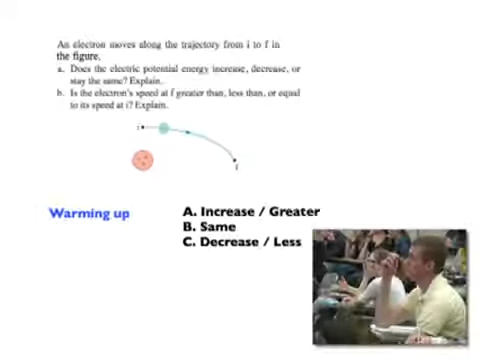 An electron moves along the trajectory from i to f in
the figure,
a. Does the electric potential energy increase, decrease, or
stay the same? Explain.
b. Is the electron's speed at f greater than, less than, or equal
to its speed at i? Explain.
i
f
Warming up
A. Increase / Greater
B. Same
C. Decrease / Less